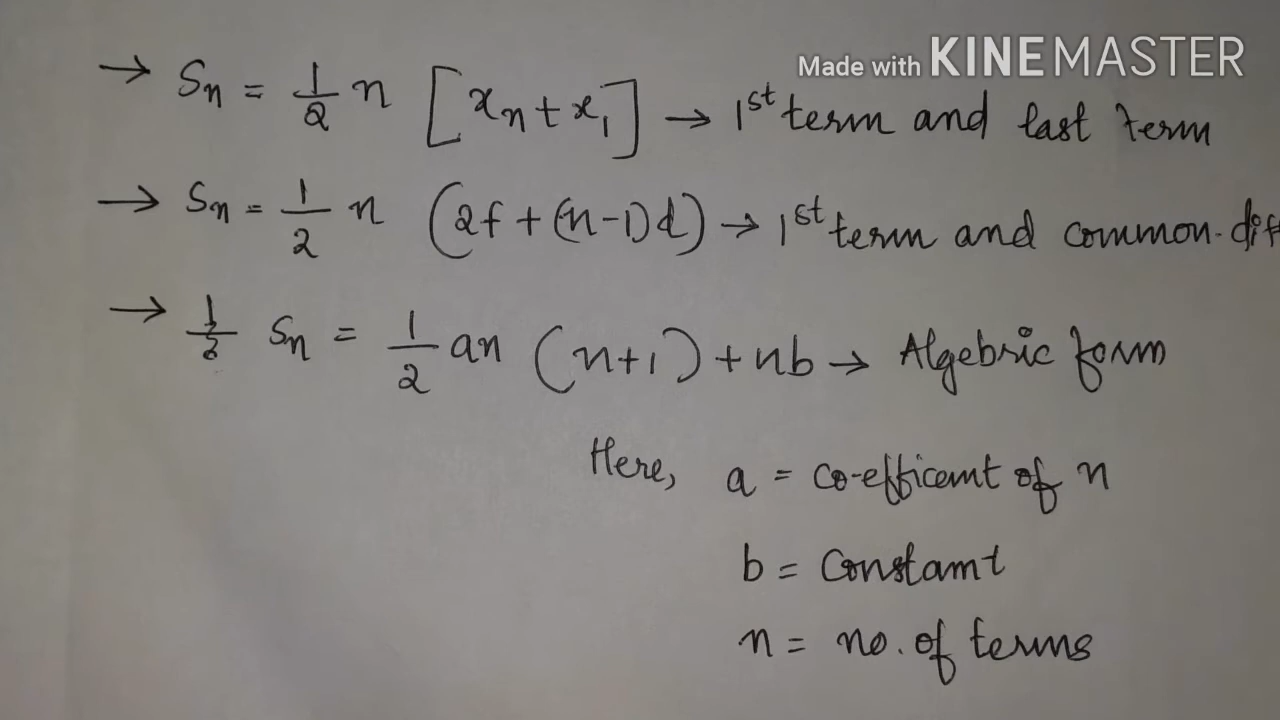 Made with KINEMASTER
→ Sn = 1/2 n [xn + x1] → 1st term and last term
→ Sn = 1/2 n (2f + (n-1)d) → 1st term and common dif
→ Sn = 1/2 an (n+1) + nb → Algebric form
Here, a = co-efficent of n
b = Constant
n = no. of terms